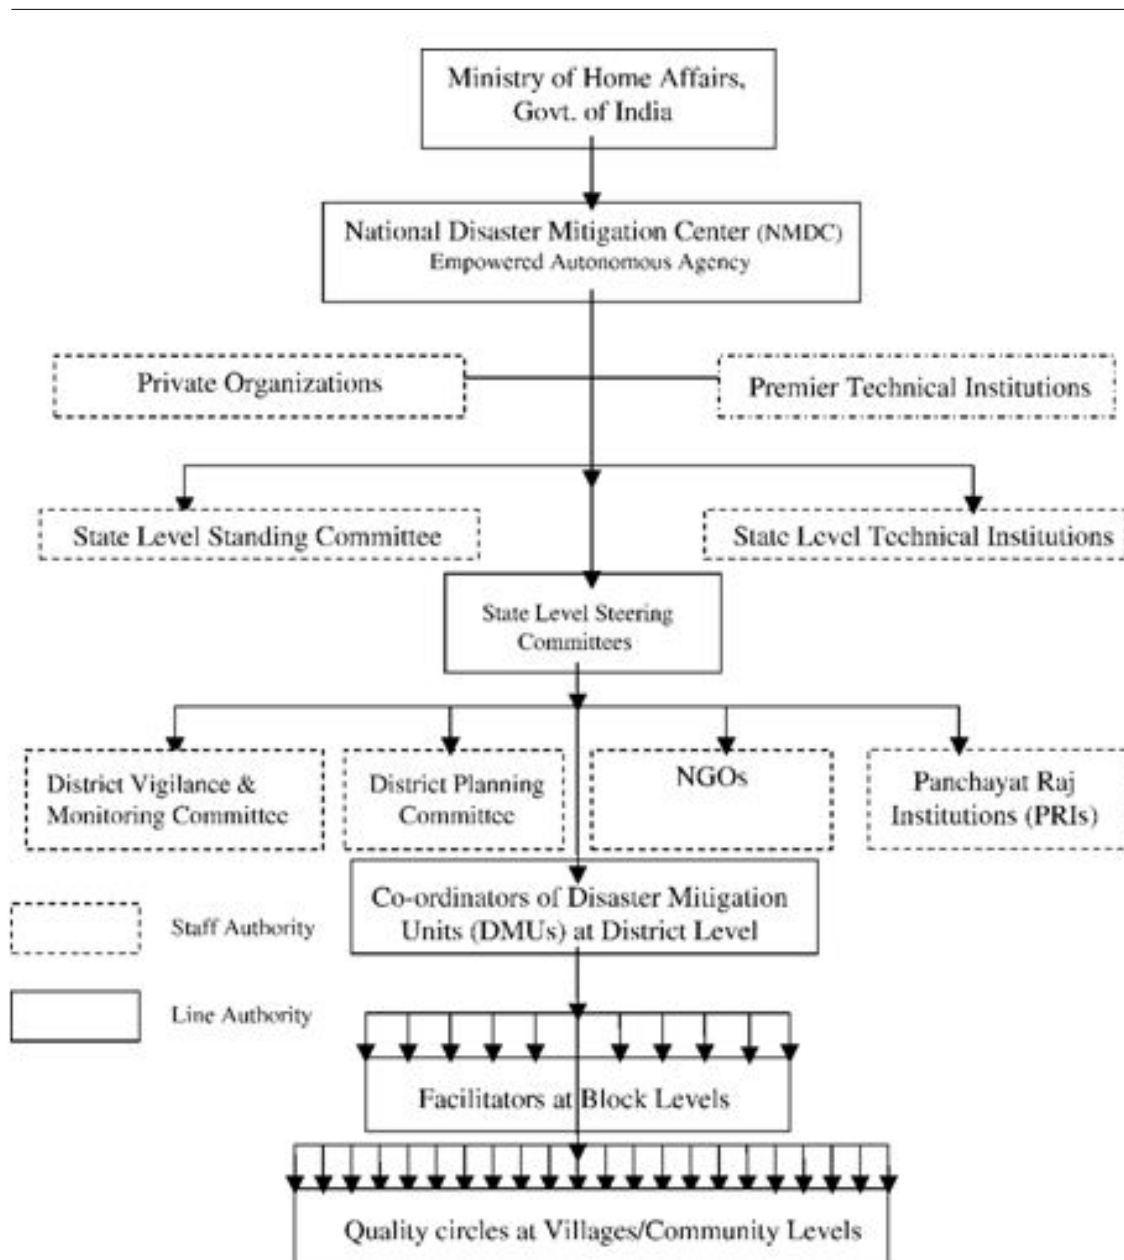 Ministry of Home Affairs,
Govt. of India
National Disaster Mitigation Center (NMDC)
Empowered Autonomous Agency
Private Organizations
Premier Technical Institutions
State Level Standing Committee
State Level Technical Institutions
State Level Steering
Committees
District Vigilance &
Monitoring Committee
District Planning
Committee
NGOs
Panchayat Raj
Institutions (PRIs)
Co-ordinators of Disaster Mitigation
Units (DMUs) at District Level
Staff Authority
Line Authority
Facilitators at Block Levels
Quality circles at Villages/Community Levels